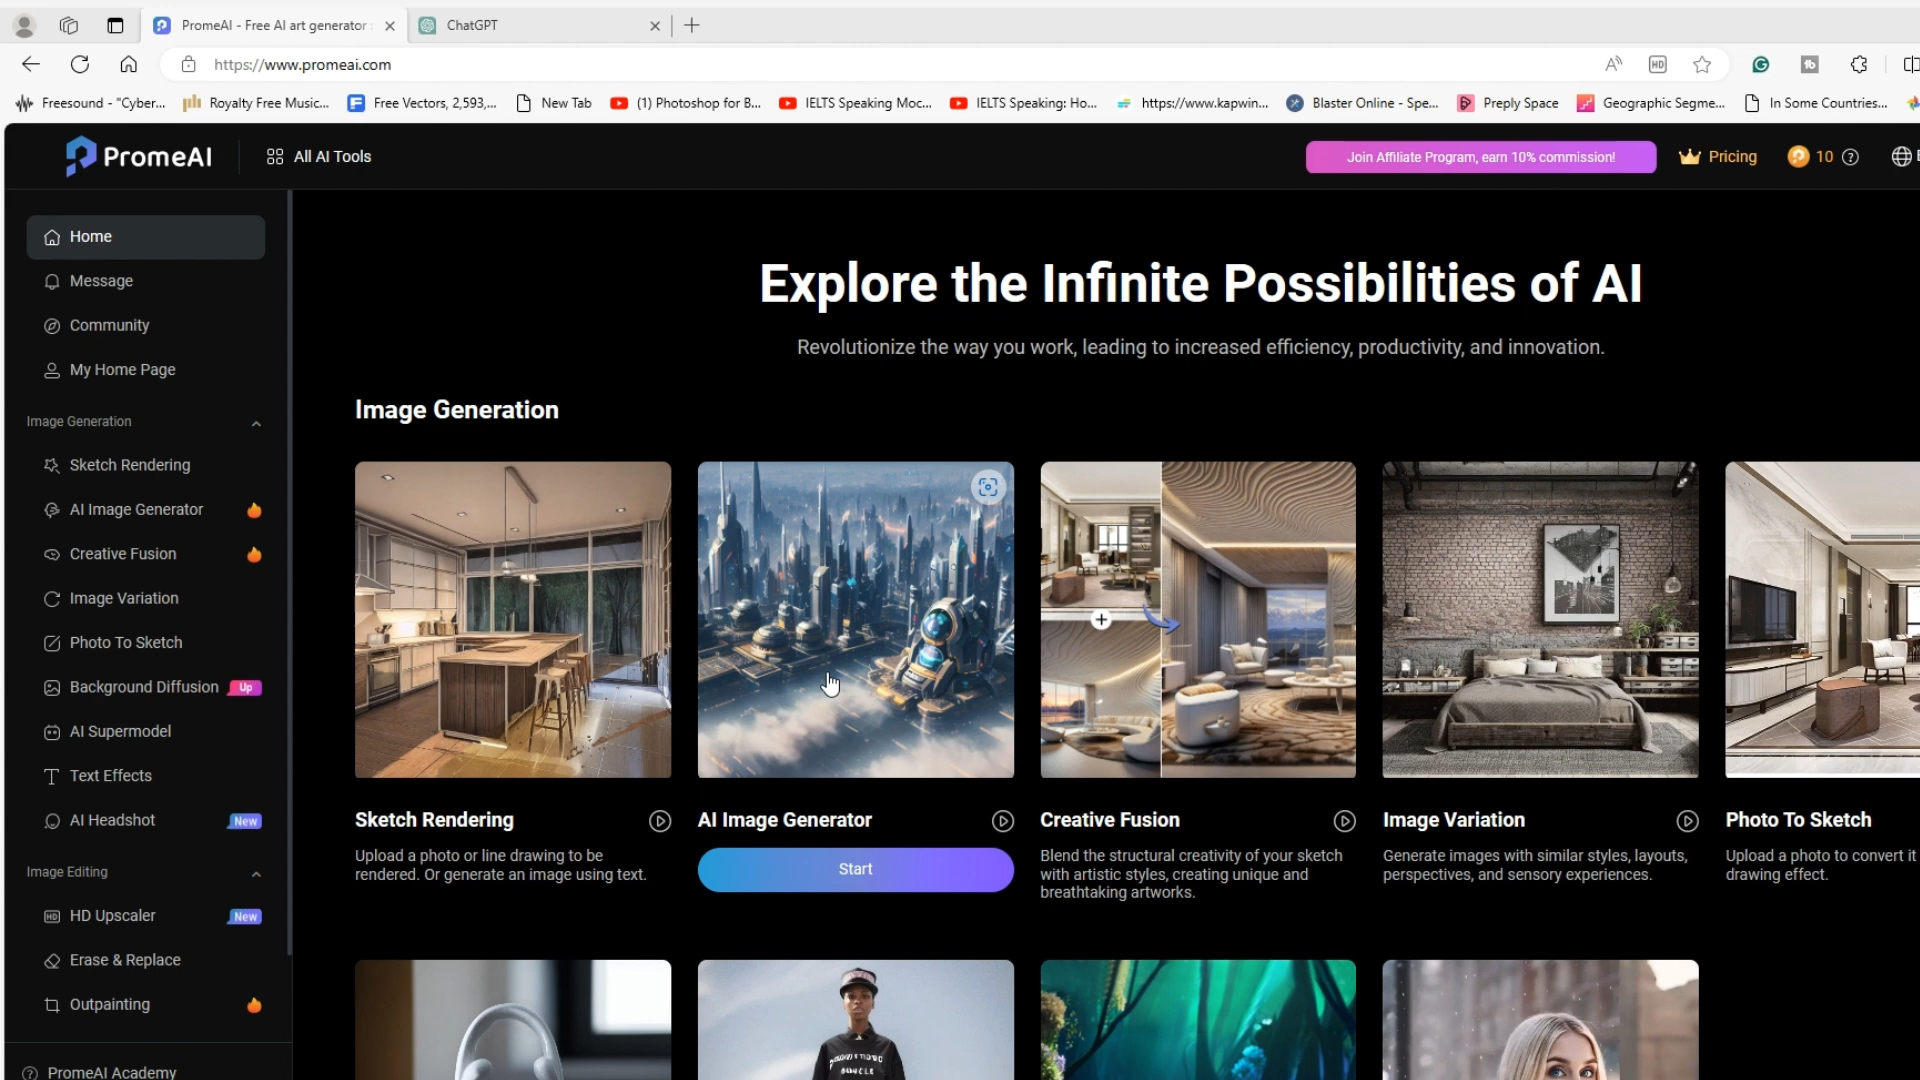 PromeAI - Free AI art generator
ChatGPT
https://www.promeai.com
Freesound - "Cyber...
Royalty Free Music...
Free Vectors, 2,593,...
New Tab
(1) Photoshop for B...
IELTS Speaking Moc...
IELTS Speaking: Ho...
https://www.kapwin...
Blaster Online - Spe...
Preply Space
Geographic Segme...
In Some Countries...
PromeAI
All AI Tools
Join Affiliate Program, earn 10% commission!
Pricing
10
Home
Message
Community
My Home Page
Image Generation
Sketch Rendering
AI Image Generator
Creative Fusion
Image Variation
Photo To Sketch
Background Diffusion Up
AI Supermodel
Text Effects
AI Headshot New
Image Editing
HD Upscaler New
Erase & Replace
Outpainting
PromeAI Academy
Explore the Infinite Possibilities of AI
Revolutionize the way you work, leading to increased efficiency, productivity, and innovation.
Image Generation
Sketch Rendering
Upload a photo or line drawing to be
rendered. Or generate an image using text.
AI Image Generator
Start
Creative Fusion
Blend the structural creativity of your sketch
with artistic styles, creating unique and
breathtaking artworks.
Image Variation
Generate images with similar styles, layouts,
perspectives, and sensory experiences.
Photo To Sketch
Upload a photo to convert it
drawing effect.